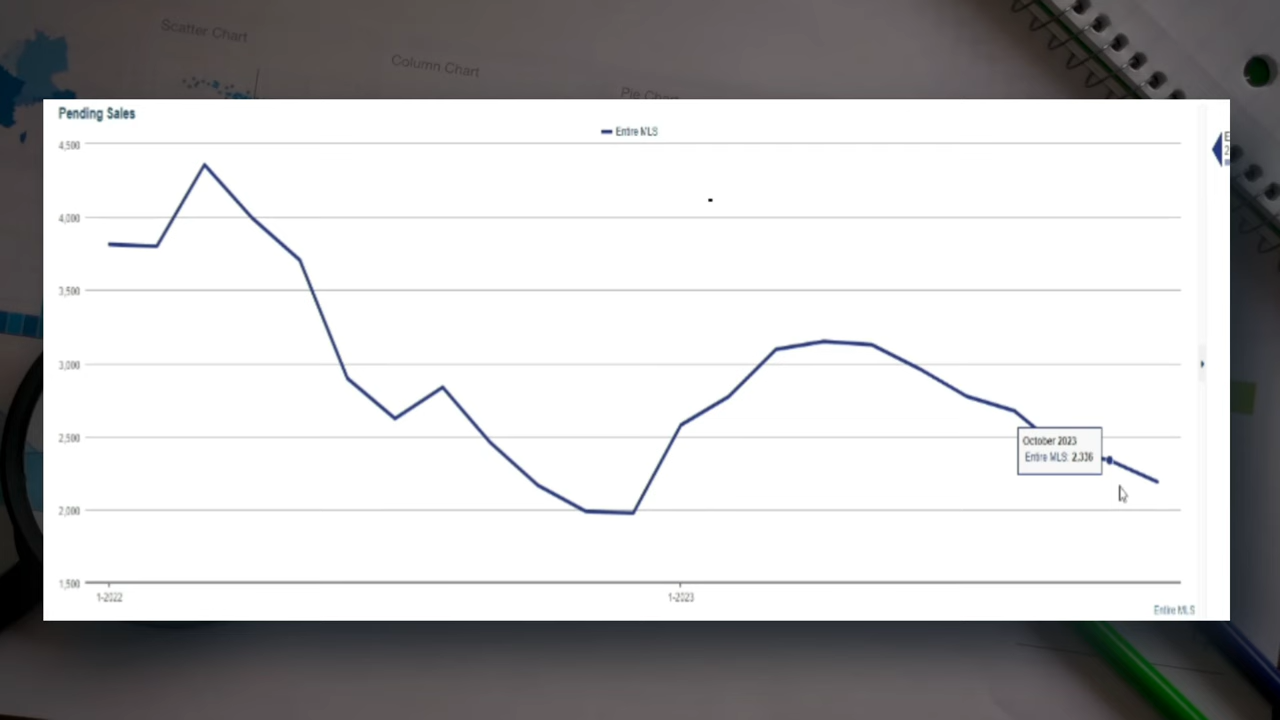 Scatter Chart
Column Chart
Pie Chart
Pending Sales
Entire MLS
4,500
4,000
3,500
3,000
2,500
2,000
1,500
October 2023
Entire MLS: 2,336
1-2022
1-2023
Entire MLS